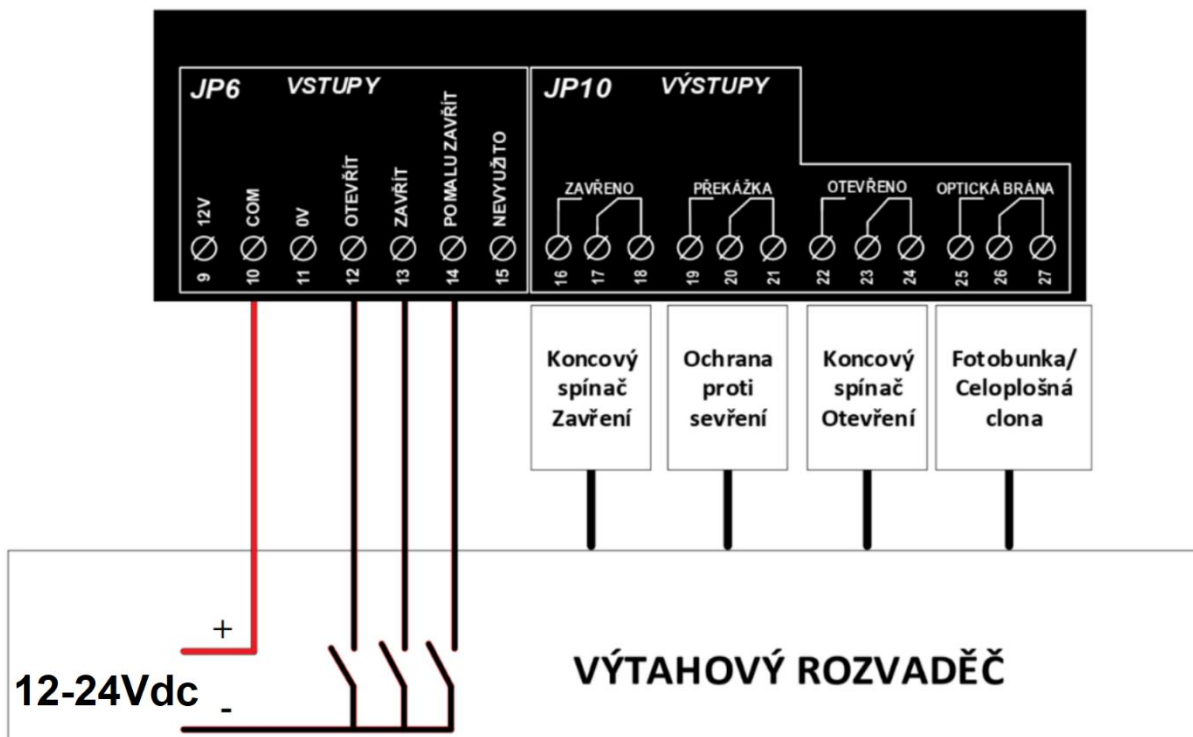 JP6 VSTUPY
12V
COM
0V
OTEVŘÍT
ZAVŘÍT
POMALU ZAVŘÍT
NEVYUŽITO
9 10 11 12 13 14 15
JP10 VÝSTUPY
ZAVŘENO PŘEKÁŽKA OTEVŘENO OPTICKÁ BRÁNA
16 17 18 19 20 21 22 23 24 25 26 27
Koncový
spínač
Zavření
Ochrana
proti
sevření
Koncový
spínač
Otevření
Fotobunka/
Celoplošná
clona
+
12-24Vdc
-
VÝTAHOVÝ ROZVADĚČ